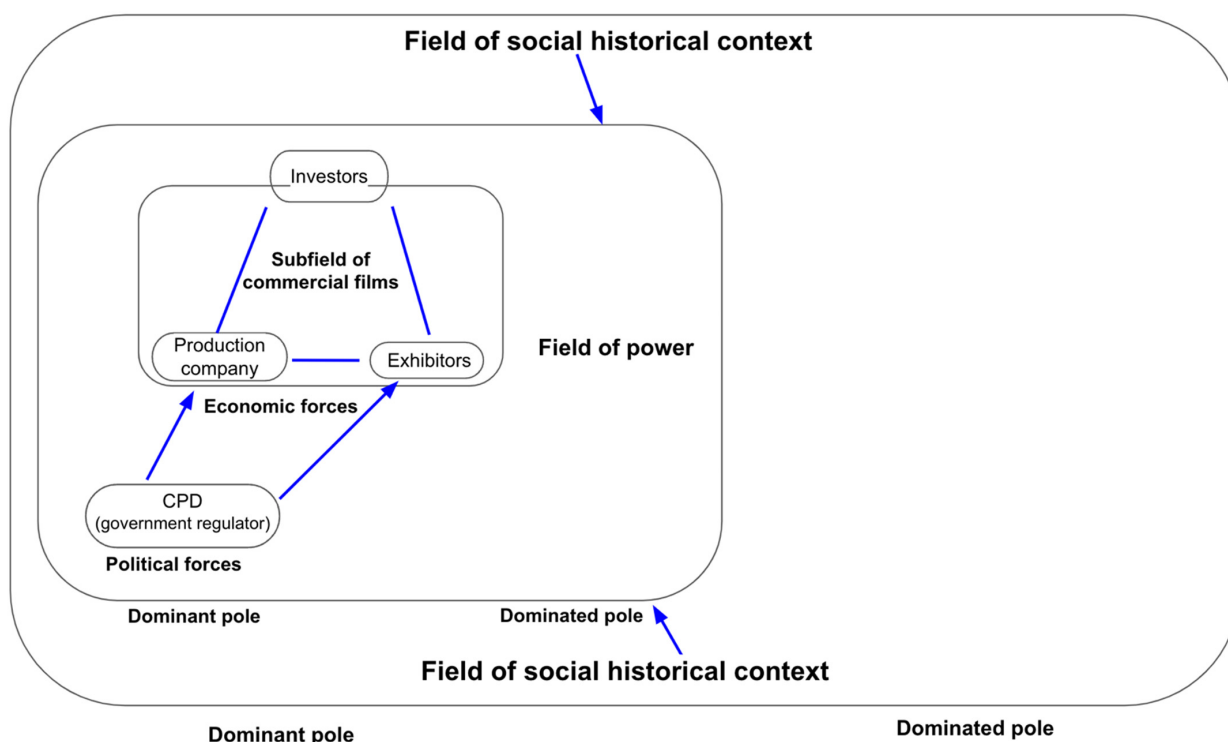 Field of social historical context
Investors
Subfield of
commercial films
Production
company
Exhibitors
Field of power
Economic forces
CPD
(government regulator)
Political forces
Dominant pole
Dominated pole
Field of social historical context
Dominant pole
Dominated pole